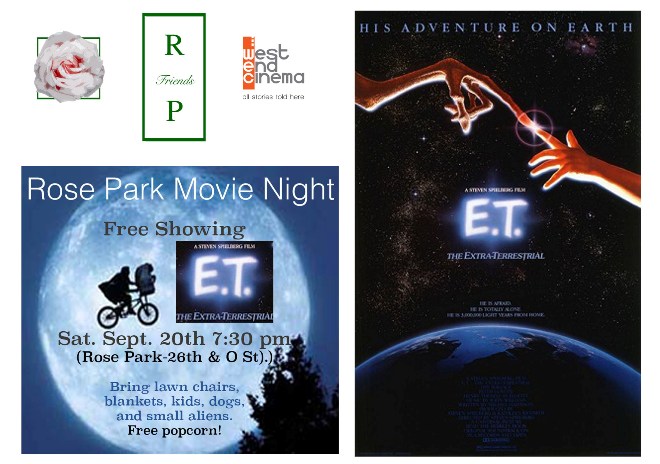 R
Friends
P
West
End
Cinema
all stories told here
Rose Park Movie Night
Free Showing
A STEVEN SPIELBERG FILM
E.T.
THE EXTRA-TERRESTRIAL
Sat. Sept. 20th 7:30 pm
(Rose Park-26th & O St).)
Bring lawn chairs,
blankets, kids, dogs,
and small aliens.
Free popcorn!
HIS ADVENTURE ON EARTH
A STEVEN SPIELBERG FILM
E.T.
THE EXTRA-TERRESTRIAL
HE IS AFRAID.
HE IS TOTALLY ALONE.
HE IS 3,000,000 LIGHT YEARS FROM HOME.